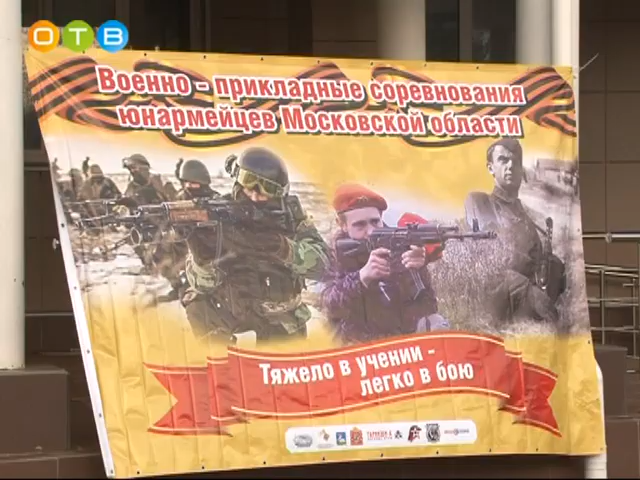 ОТВ
Военно - прикладные соревнования
юнармейцев Московской области
Тяжело в учении -
легко в бою